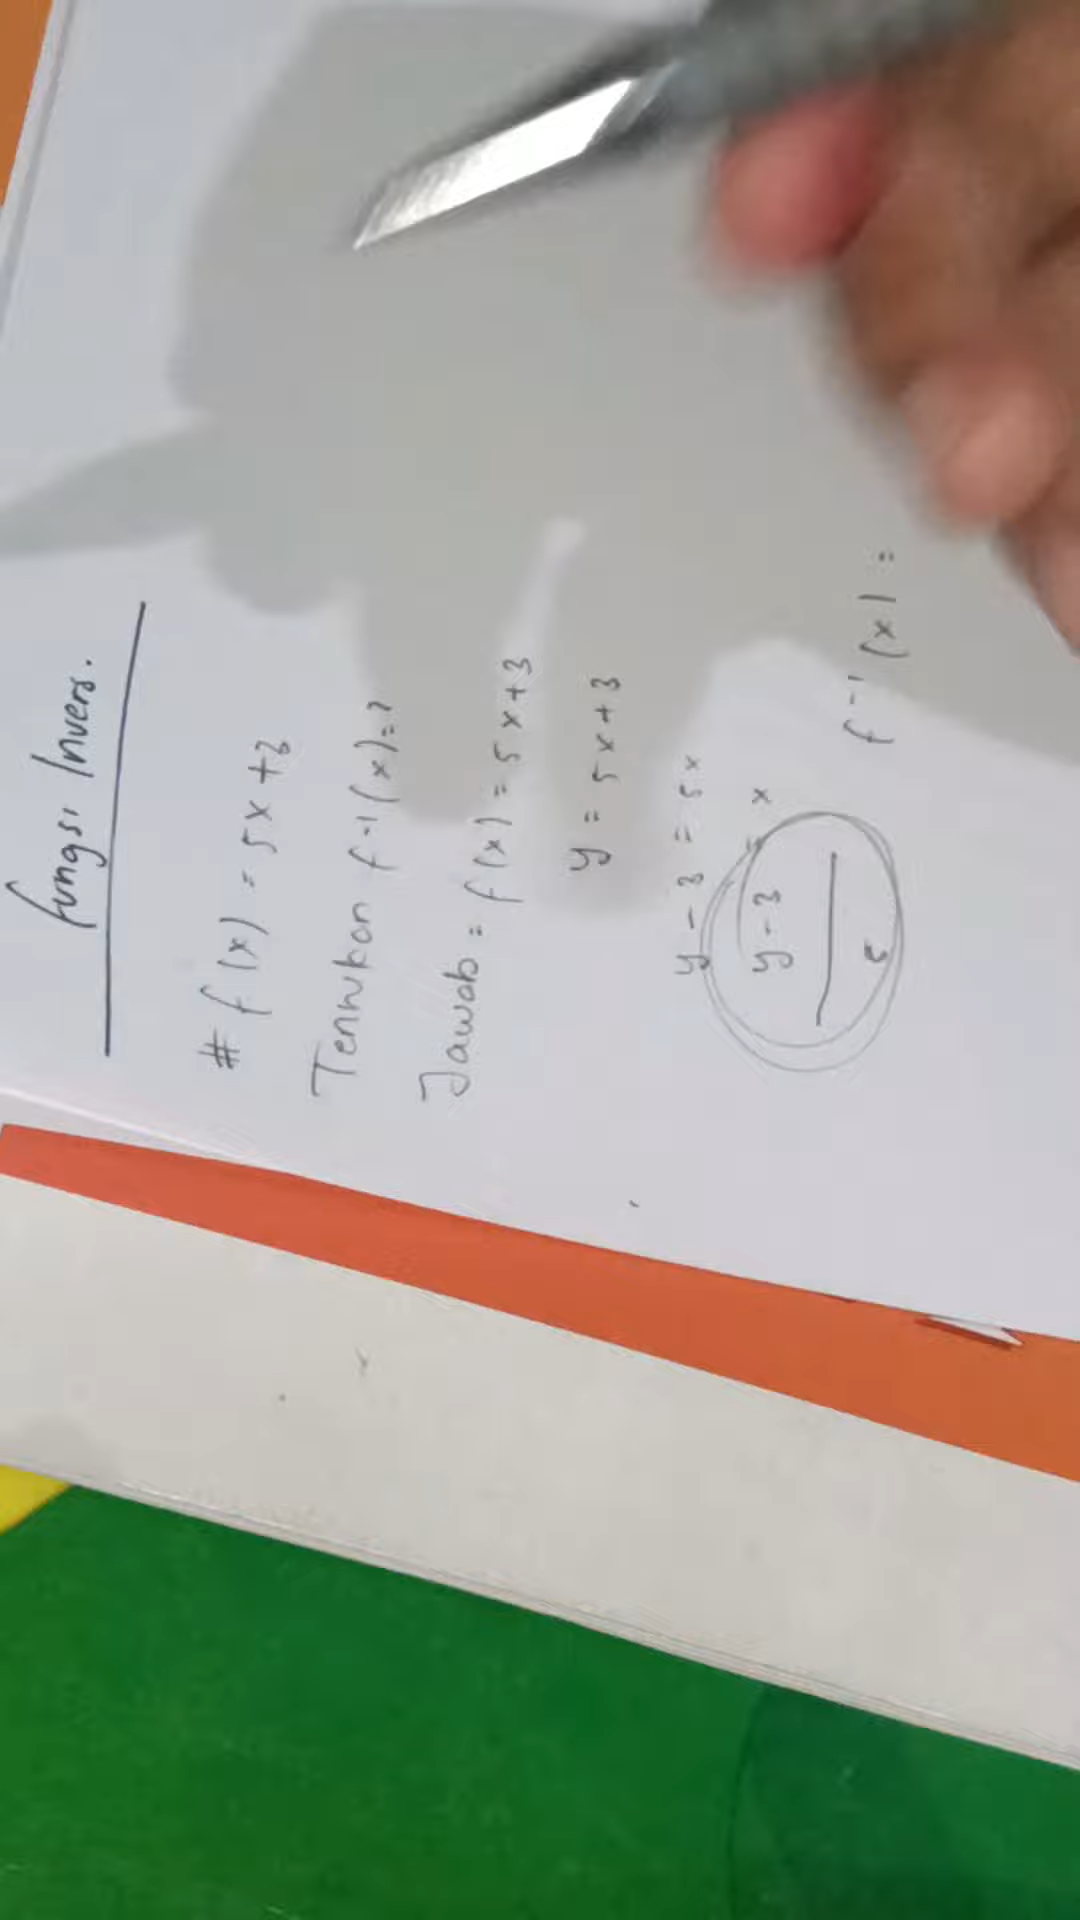 Fungsi Invers.
# f(x) = 5x+3
Tentukan f⁻¹(x)=?
Jawab = f(x) = 5x+3
y = 5x+3
y - 3 = 5x
y - 3 = x
5
f⁻¹(x) =